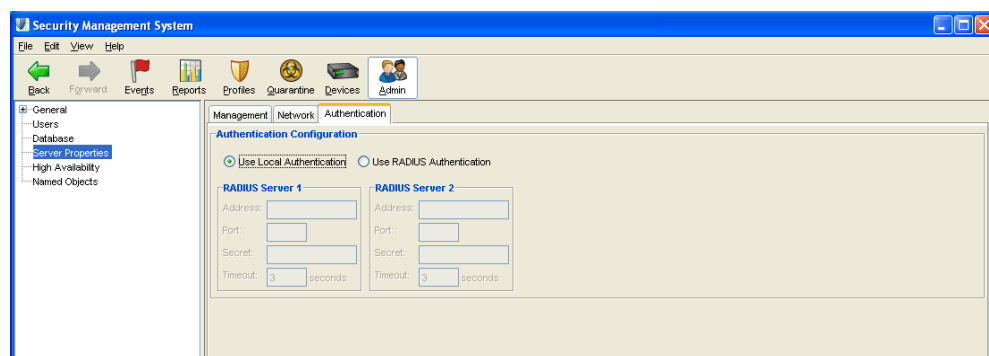 Security Management System
File Edit View Help
Back Forward Events Reports Profiles Quarantine Devices Admin
General
Users
Database
Server Properties
High Availability
Named Objects
Management Network Authentication
Authentication Configuration
Use Local Authentication Use RADIUS Authentication
RADIUS Server 1 RADIUS Server 2
Address: Address:
Port: Port:
Secret: Secret:
Timeout: 3 seconds Timeout: 3 seconds